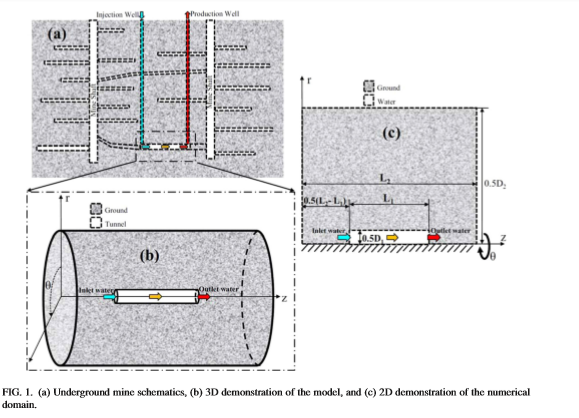 Injection Well
Production Well
(a)
r
Ground
Tunnel
(b)
θ
Inlet water
Outlet water
z
r
Ground
Water
(c)
L₂
0.5D₂
0.5(L₂- L₁)
L₁
Inlet water
0.5D₁
Outlet water
Z
θ
FIG. 1. (a) Underground mine schematics, (b) 3D demonstration of the model, and (c) 2D demonstration of the numerical
domain.